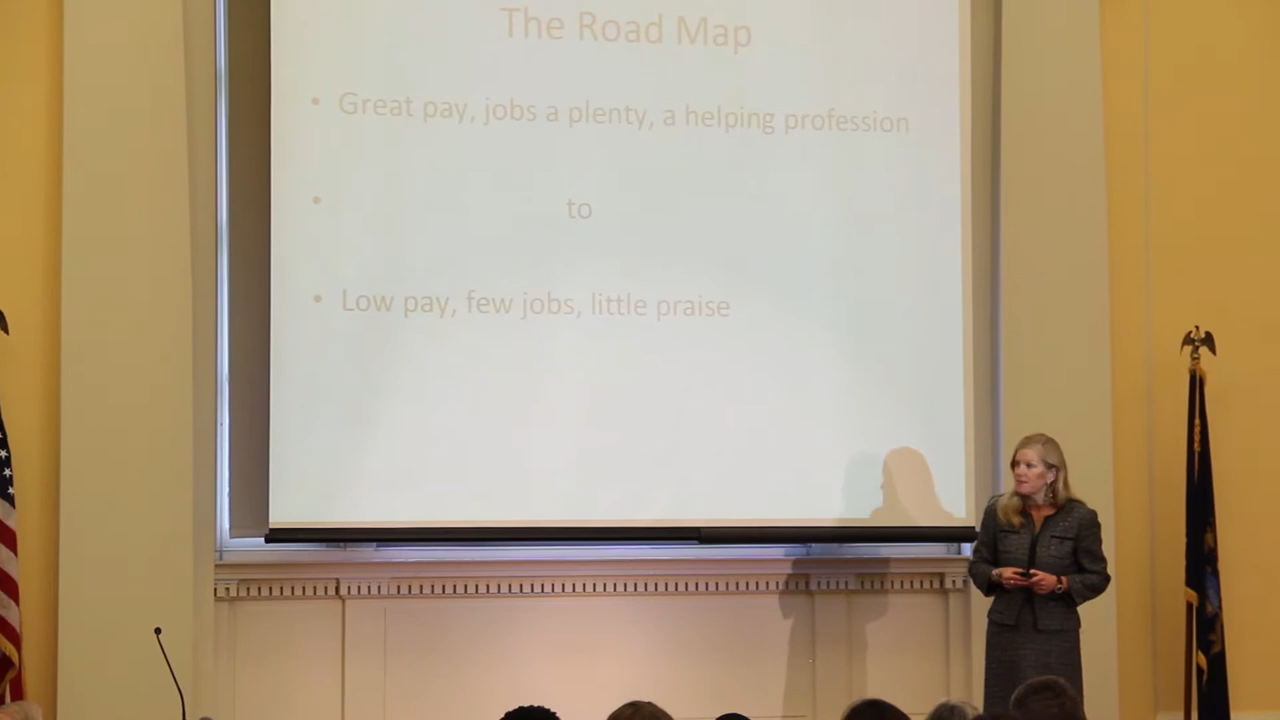 The Road Map
• Great pay, jobs a plenty, a helping profession
• to
• Low pay, few jobs, little praise